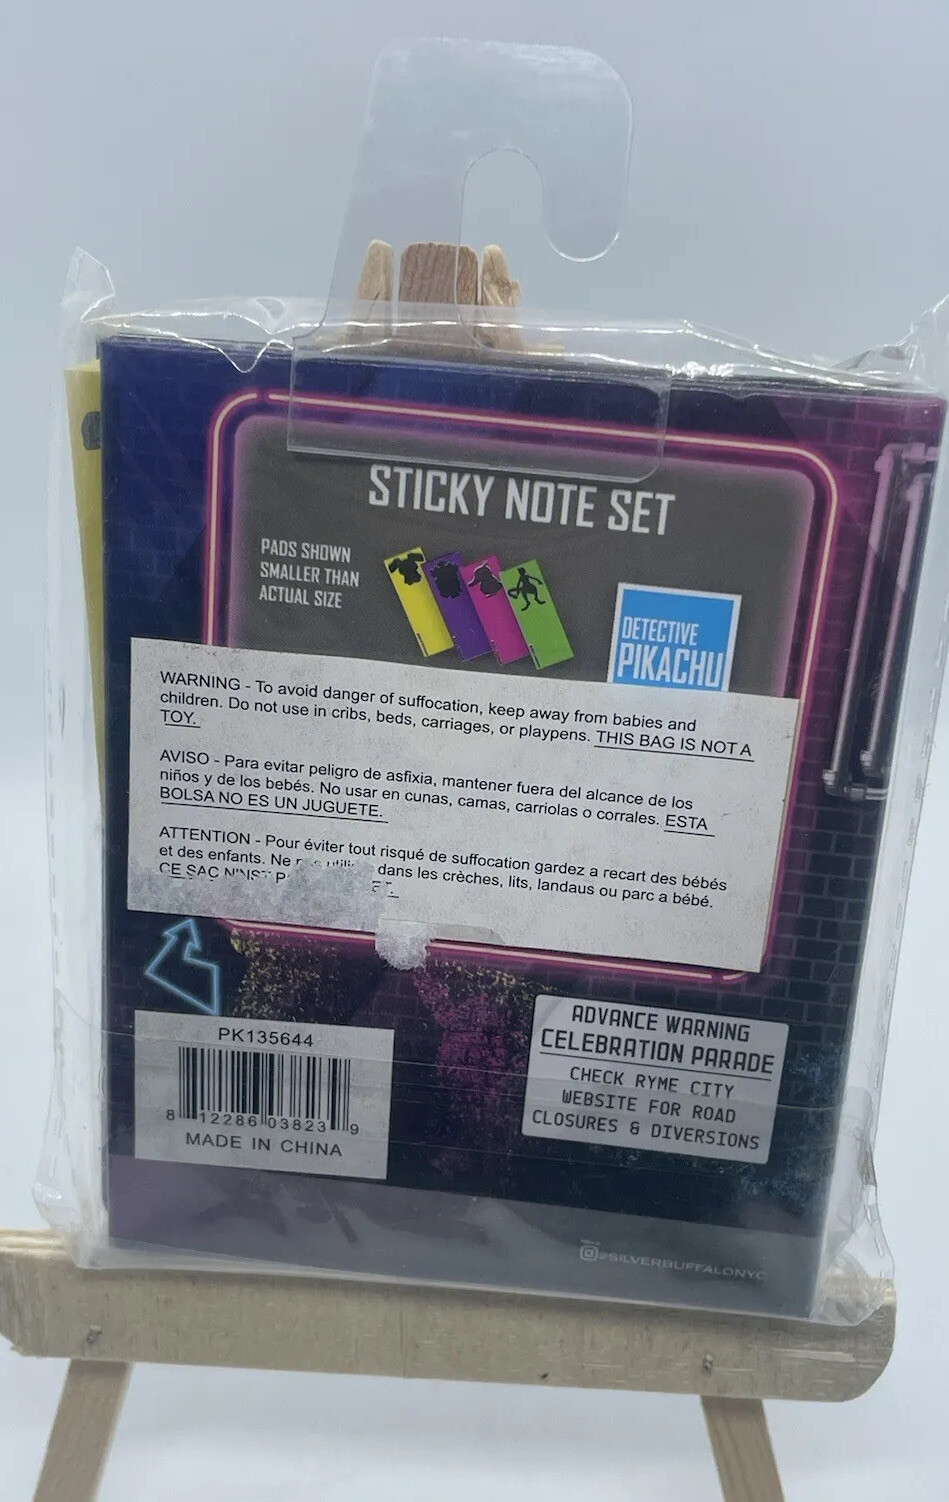 STICKY NOTE SET
PADS SHOWN
SMALLER THAN
ACTUAL SIZE
DETECTIVE
PIKACHU
WARNING - To avoid danger of suffocation, keep away from babies and
children. Do not use in cribs, beds, carriages, or playpens. THIS BAG IS NOT A
TOY.
AVISO - Para evitar peligro de asfixia, mantener fuera del alcance de los
niños y de los bebés. No usar en cunas, camas, carriolas o corrales. ESTA
BOLSA NO ES UN JUGUETE.
ATTENTION - Pour éviter tout risqué de suffocation gardez a recart des bébés
et des enfants. Ne dans les crèches, lits, landaus ou parc a bébé.
CE SAC
PK135644
8 12286 03823 9
MADE IN CHINA
ADVANCE WARNING
CELEBRATION PARADE
CHECK RYME CITY
WEBSITE FOR ROAD
CLOSURES & DIVERSIONS
@SILVERBUFFALONYC